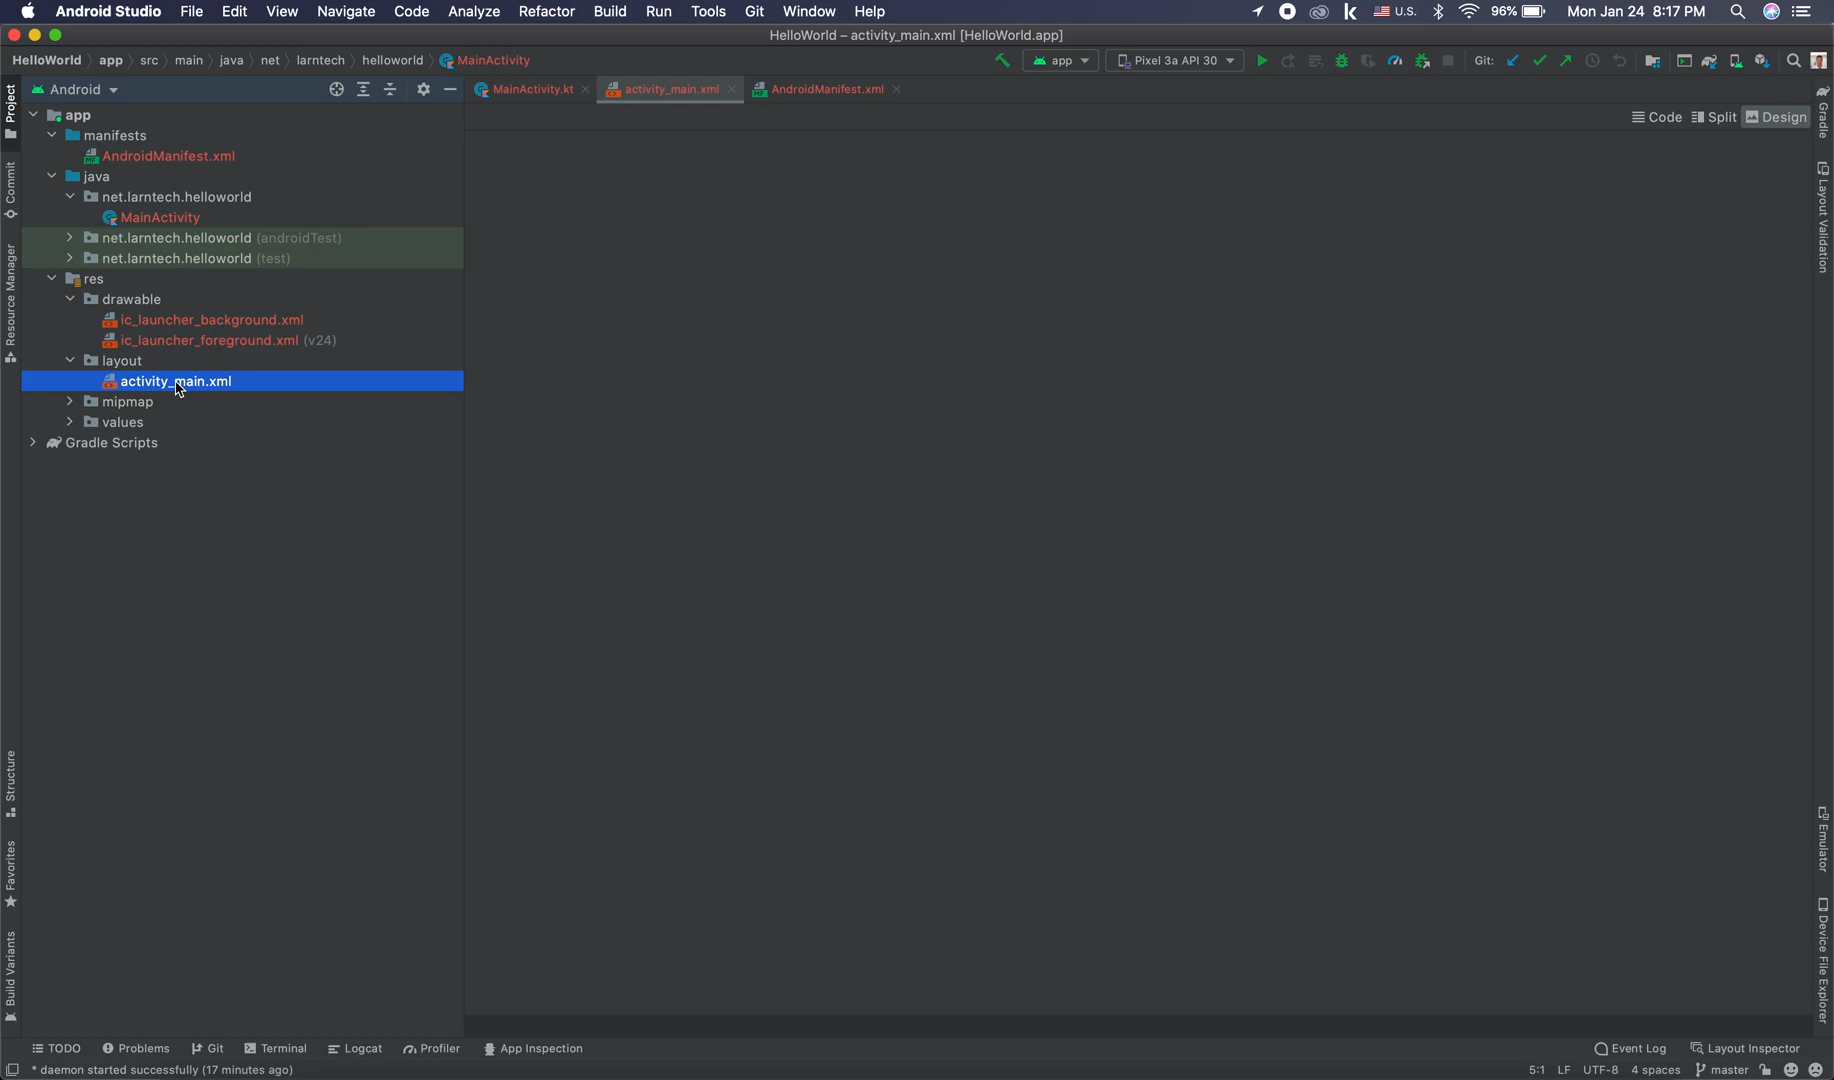 Android Studio File Edit View Navigate Code Analyze Refactor Build Run Tools Git Window Help U.S. 96% Mon Jan 24 8:17 PM
HelloWorld – activity_main.xml [HelloWorld.app]
HelloWorld app src main java net larntech helloworld MainActivity app Pixel 3a API 30 Git:
Android MainActivity.kt activity_main.xml AndroidManifest.xml
Code Split Design
app
manifests
AndroidManifest.xml
java
net.larntech.helloworld
MainActivity
net.larntech.helloworld (androidTest)
net.larntech.helloworld (test)
res
drawable
ic_launcher_background.xml
ic_launcher_foreground.xml (v24)
layout
activity_main.xml
mipmap
values
Gradle Scripts
Project
Commit
Resource Manager
Structure
Favorites
Build Variants
Gradle
Layout Validation
Emulator
Device File Explorer
TODO Problems Git Terminal Logcat Profiler App Inspection Event Log Layout Inspector
* daemon started successfully (17 minutes ago) 5:1 LF UTF-8 4 spaces master